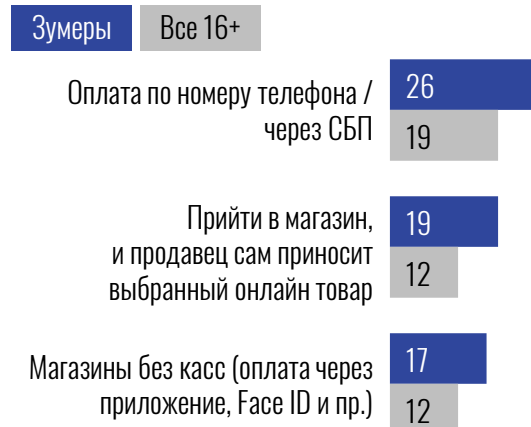 Зумеры Все 16+
Оплата по номеру телефона /
через СБП
26
19
Прийти в магазин,
и продавец сам приносит
выбранный онлайн товар
19
12
Магазины без касс (оплата через
приложение, Face ID и пр.)
17
12